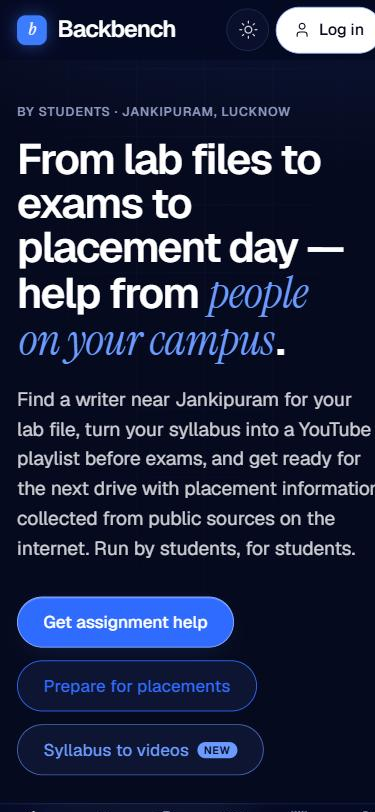 b Backbench
Log in
BY STUDENTS · JANKIPURAM, LUCKNOW
From lab files to
exams to
placement day —
help from people
on your campus.
Find a writer near Jankipuram for your
lab file, turn your syllabus into a YouTube
playlist before exams, and get ready for
the next drive with placement information
collected from public sources on the
internet. Run by students, for students.
Get assignment help
Prepare for placements
Syllabus to videos NEW